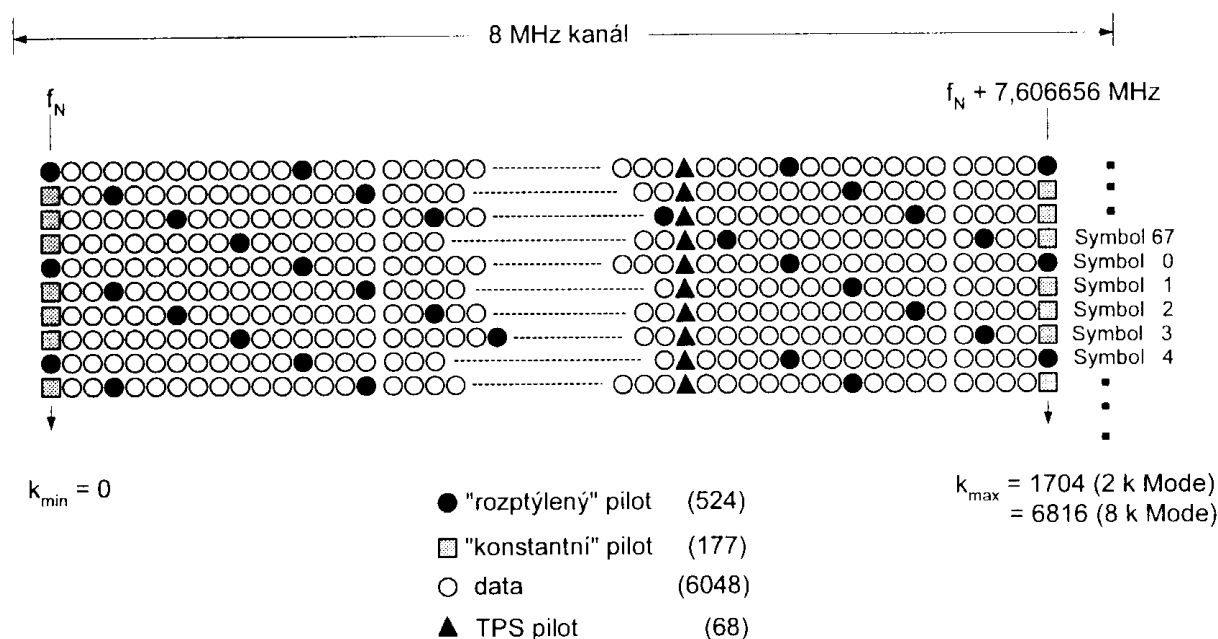 8 MHz kanál
f_N
f_N + 7,606656 MHz
Symbol 67
Symbol 0
Symbol 1
Symbol 2
Symbol 3
Symbol 4
k_min = 0
k_max = 1704 (2 k Mode)
= 6816 (8 k Mode)
"rozptýlený" pilot (524)
"konstantní" pilot (177)
data (6048)
TPS pilot (68)